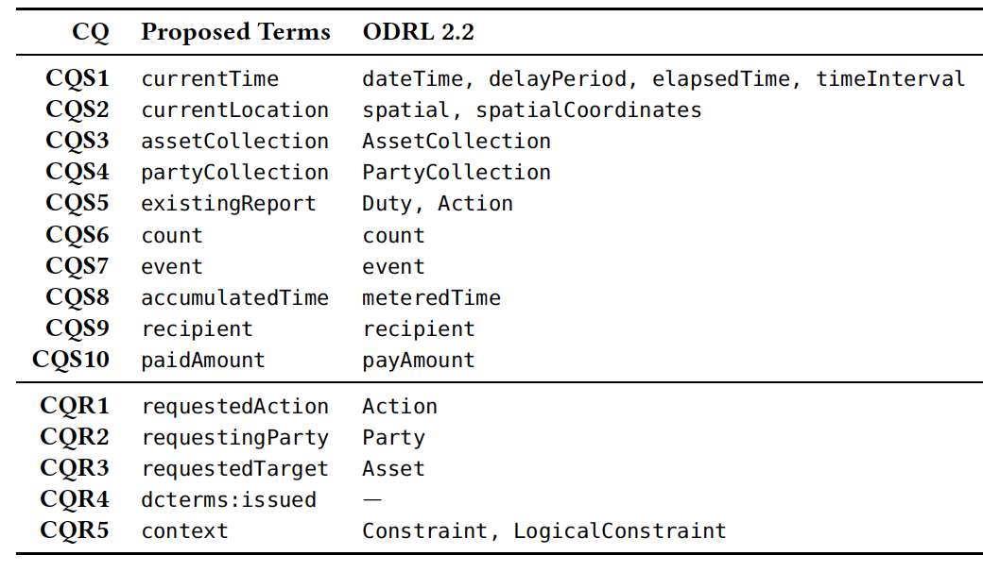 CQ Proposed Terms ODRL 2.2
CQS1 currentTime dateTime, delayPeriod, elapsedTime, timeInterval
CQS2 currentLocation spatial, spatialCoordinates
CQS3 assetCollection AssetCollection
CQS4 partyCollection PartyCollection
CQS5 existingReport Duty, Action
CQS6 count count
CQS7 event event
CQS8 accumulatedTime meteredTime
CQS9 recipient recipient
CQS10 paidAmount payAmount
CQR1 requestedAction Action
CQR2 requestingParty Party
CQR3 requestedTarget Asset
CQR4 dcterms:issued —
CQR5 context Constraint, LogicalConstraint